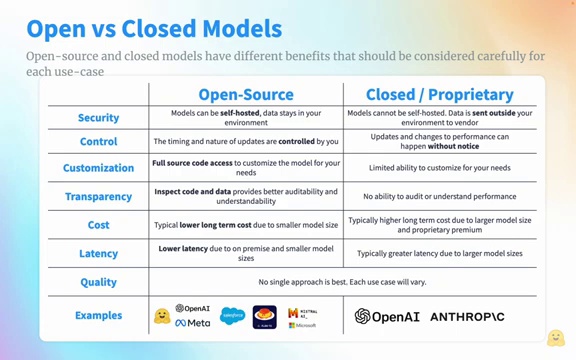 Open vs Closed Models
Open-source and closed models have different benefits that should be considered carefully for
each use-case
Open-Source
Closed / Proprietary
Security
Models can be self-hosted, data stays in your
environment
Models cannot be self-hosted. Data is sent outside your
environment to vendor
Control
The timing and nature of updates are controlled by you
Updates and changes to performance can
happen without notice
Customization
Full source code access to customize the model for your
needs
Limited ability to customize for your needs
Transparency
Inspect code and data provides better auditability and
understandability
No ability to audit or understand performance
Cost
Typical lower long term cost due to smaller model size
Typically higher long term cost due to larger model size
and proprietary premium
Latency
Lower latency due to on premise and smaller model
sizes
Typically greater latency due to larger model sizes
Quality
No single approach is best. Each use case will vary.
Examples
OpenAI
Meta
salesforce
MISTRAL
AI_
Microsoft
OpenAI
ANTHROP\C